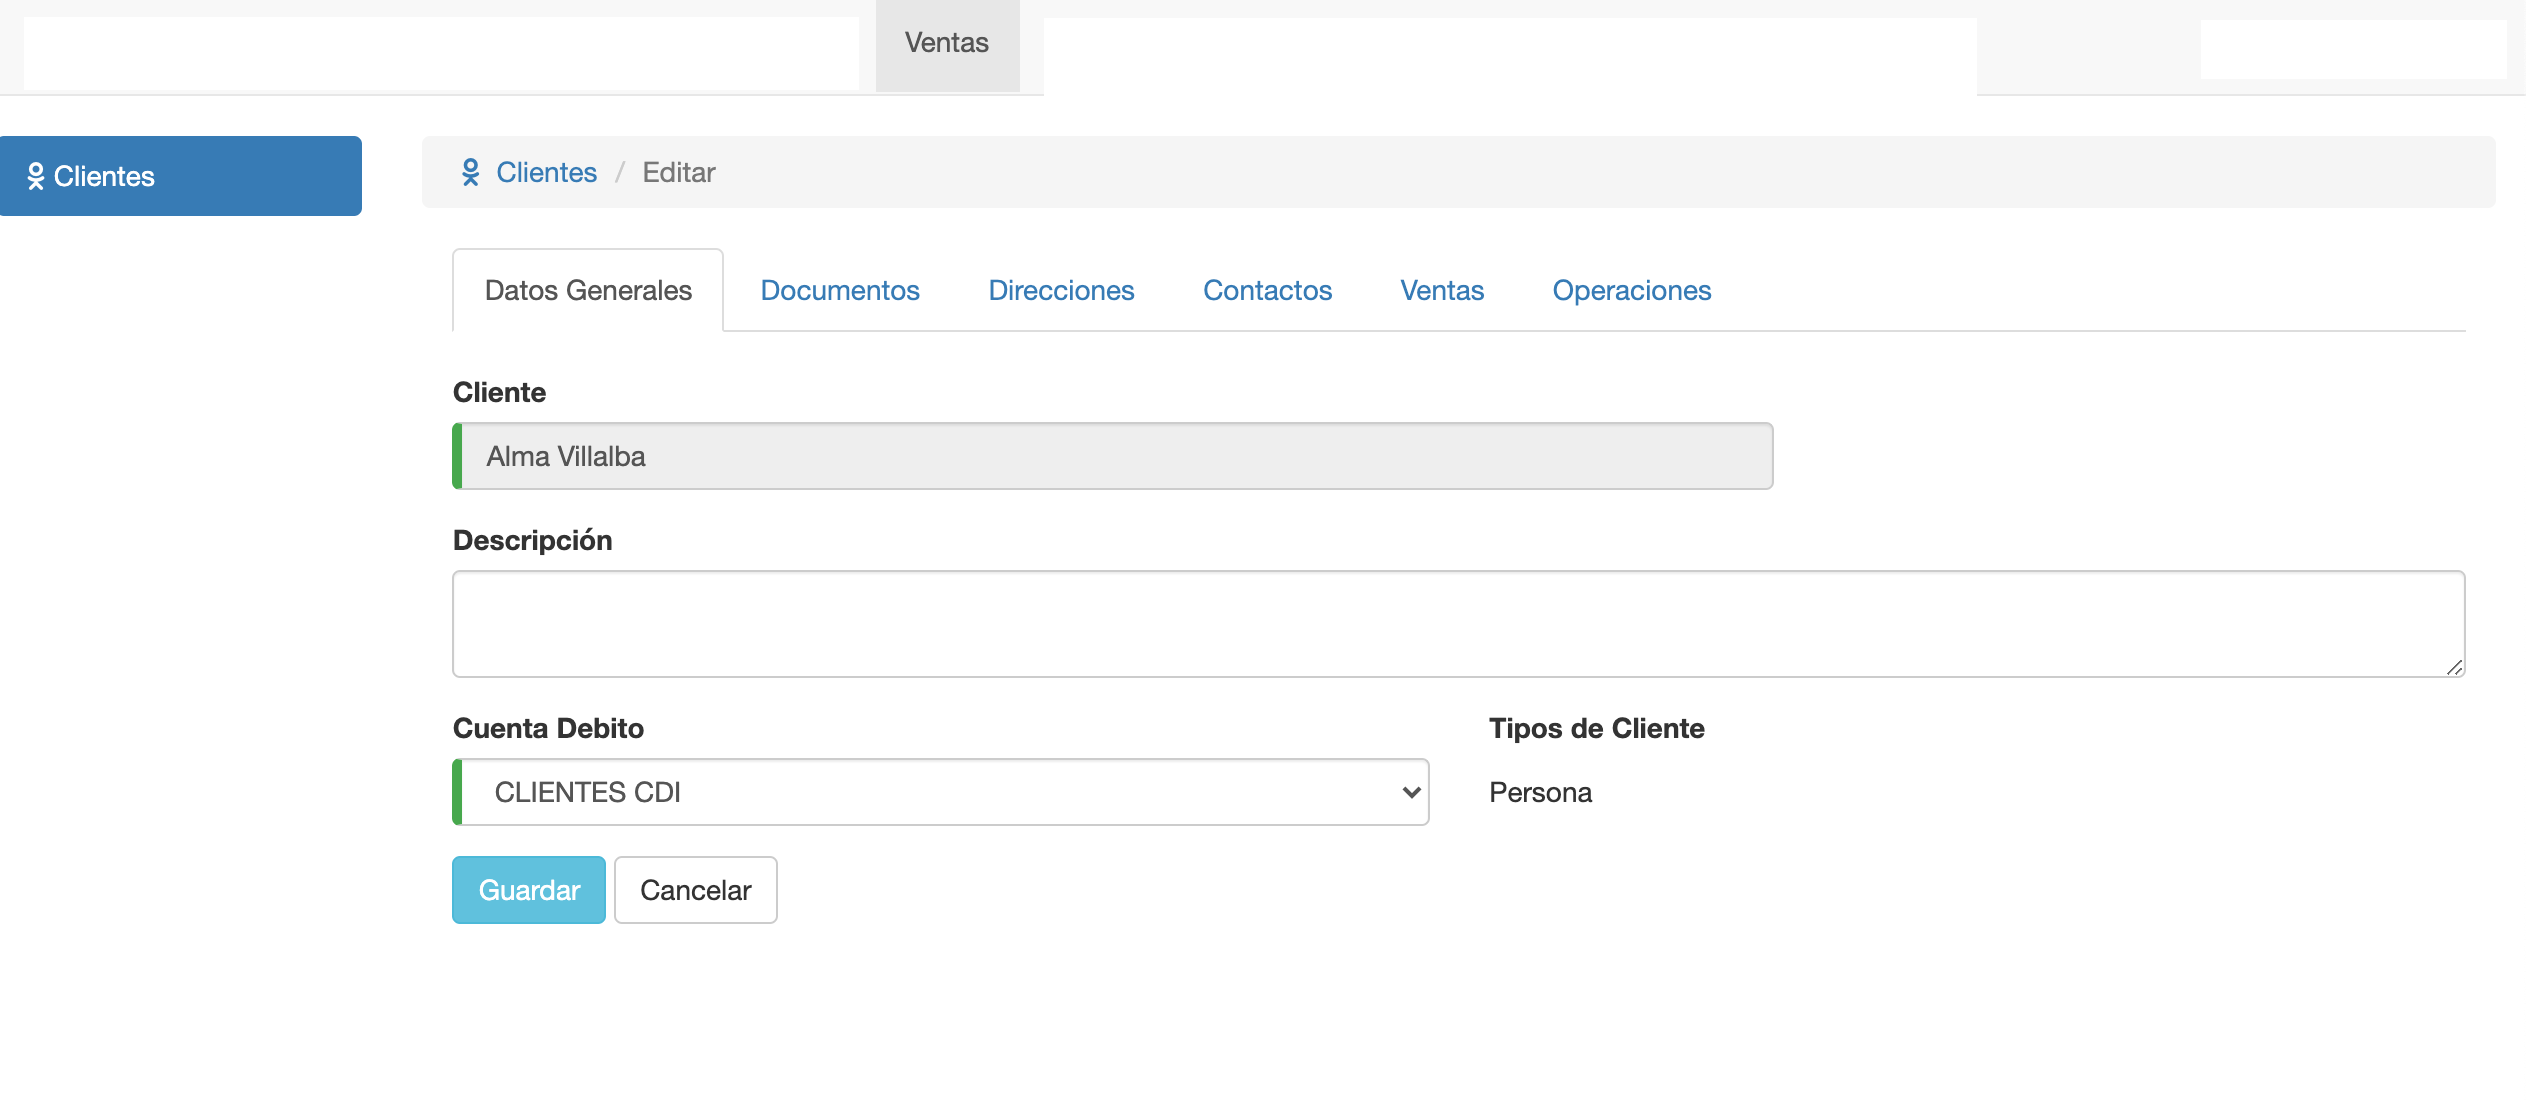 Ventas
Clientes
Clientes / Editar
Datos Generales Documentos Direcciones Contactos Ventas Operaciones
Cliente
Alma Villalba
Descripción
Cuenta Debito Tipos de Cliente
CLIENTES CDI Persona
Guardar Cancelar